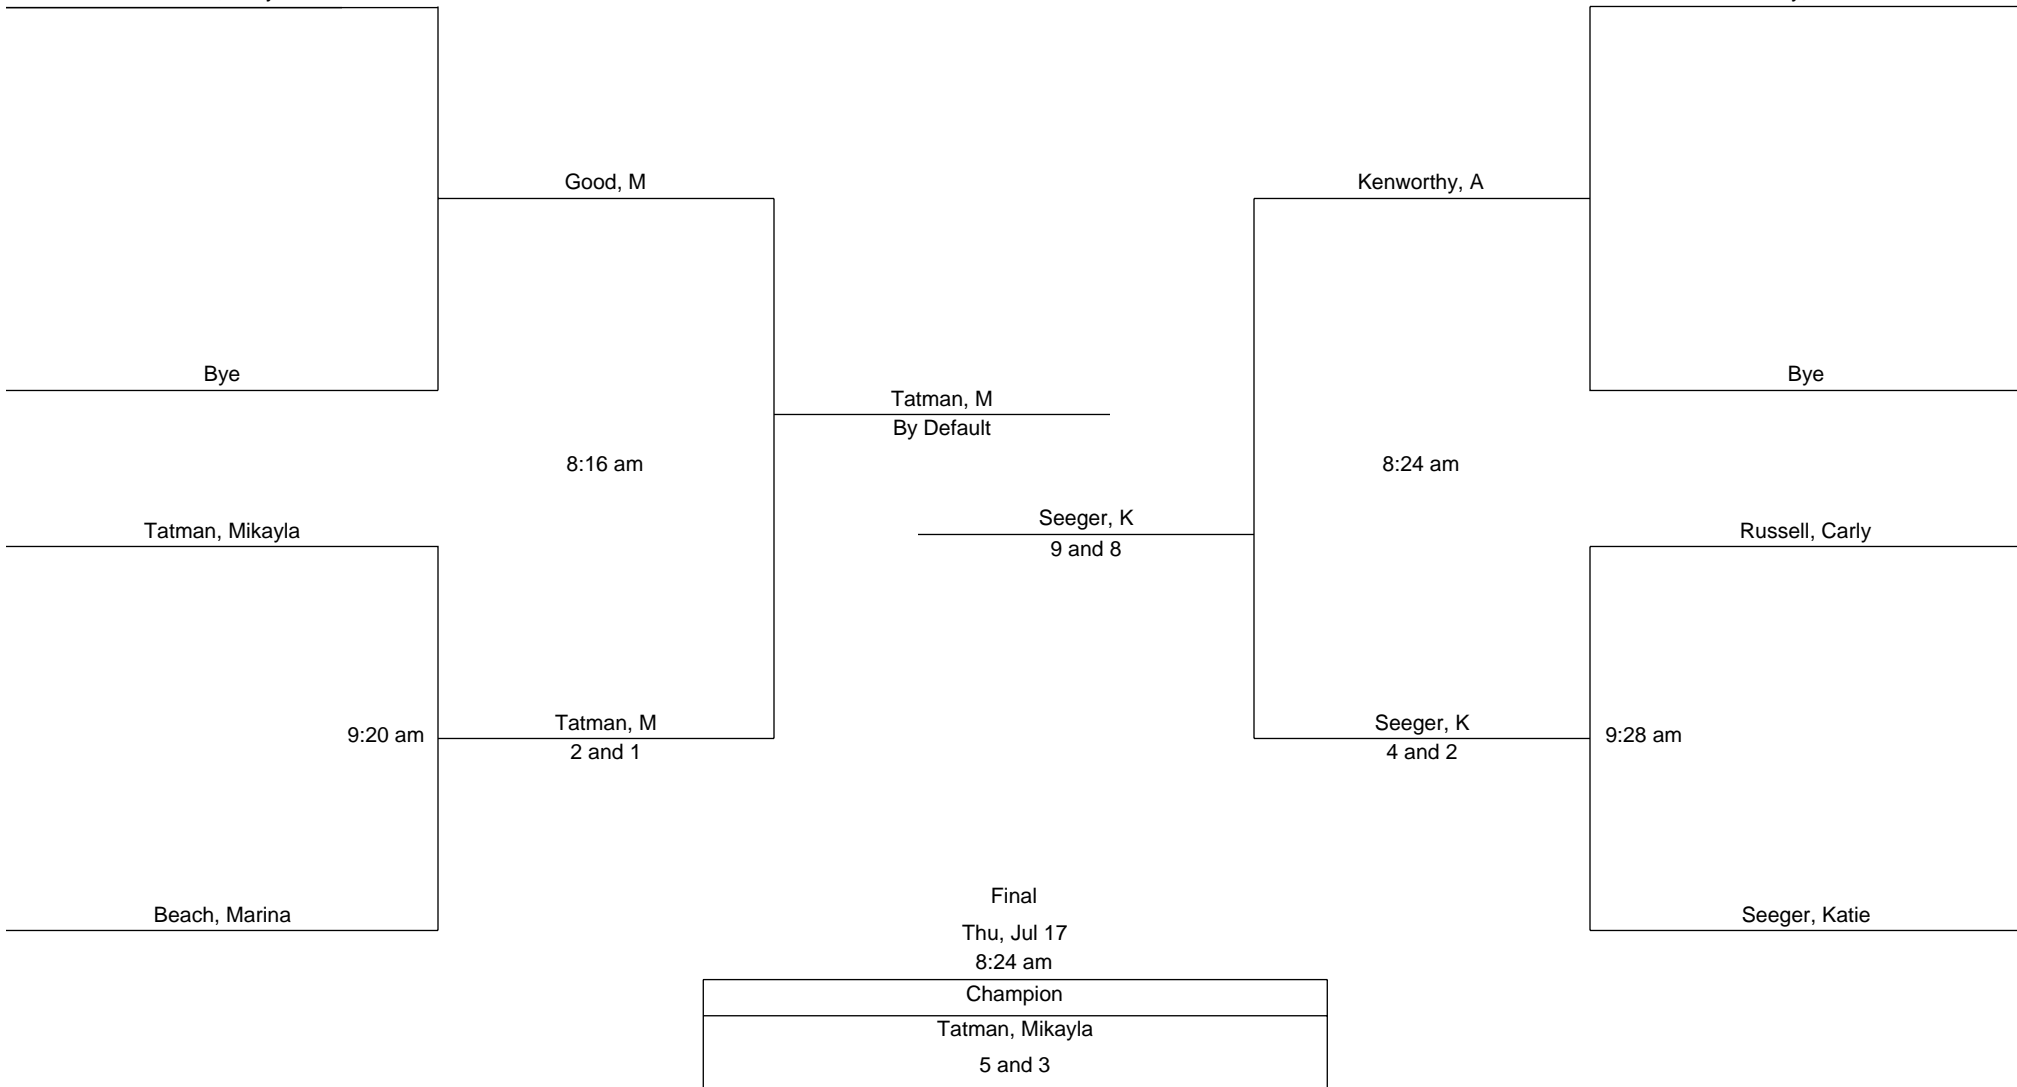 Good, M
Kenworthy, A
Bye
Bye
Tatman, M
By Default
8:16 am
8:24 am
Seeger, K
9 and 8
Tatman, Mikayla
Russell, Carly
9:20 am
Tatman, M
2 and 1
Seeger, K
4 and 2
9:28 am
Beach, Marina
Seeger, Katie
Final
Thu, Jul 17
8:24 am
Champion
Tatman, Mikayla
5 and 3